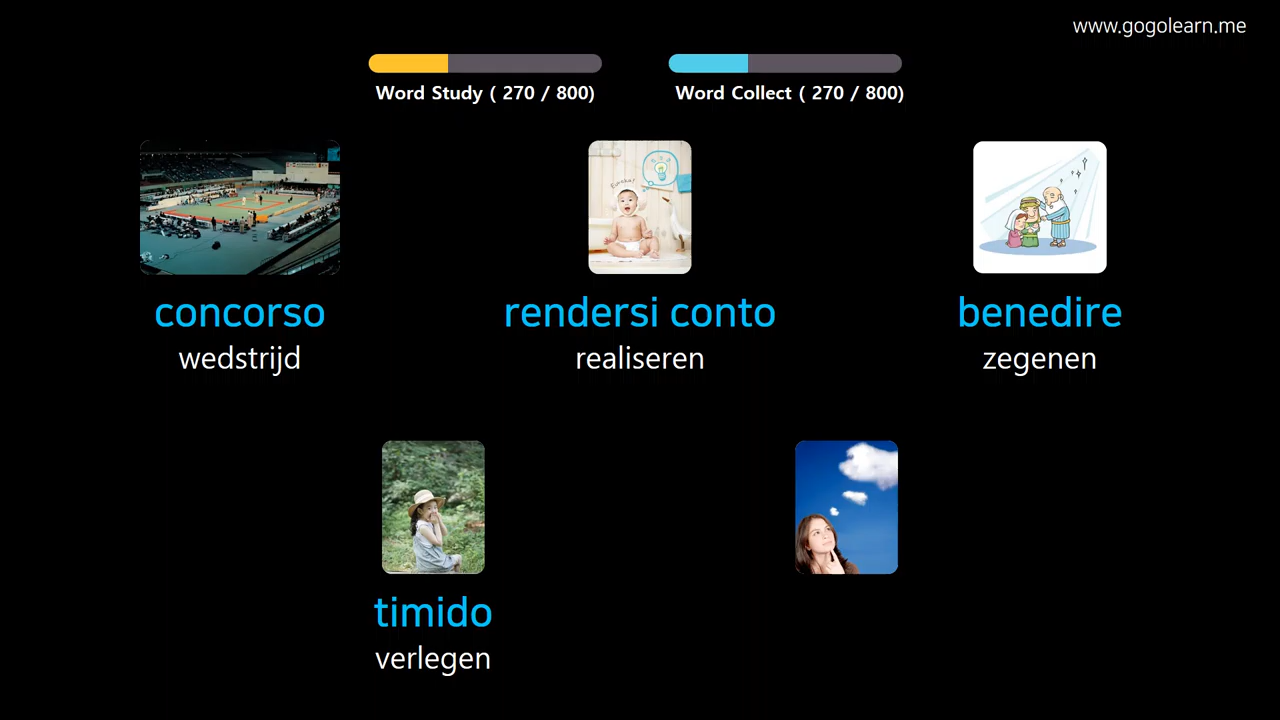 www.gogolearn.me
Word Study ( 270 / 800)
Word Collect ( 270 / 800)
Eureka!
concorso
rendersi conto
benedire
wedstrijd
realiseren
zegenen
timido
verlegen